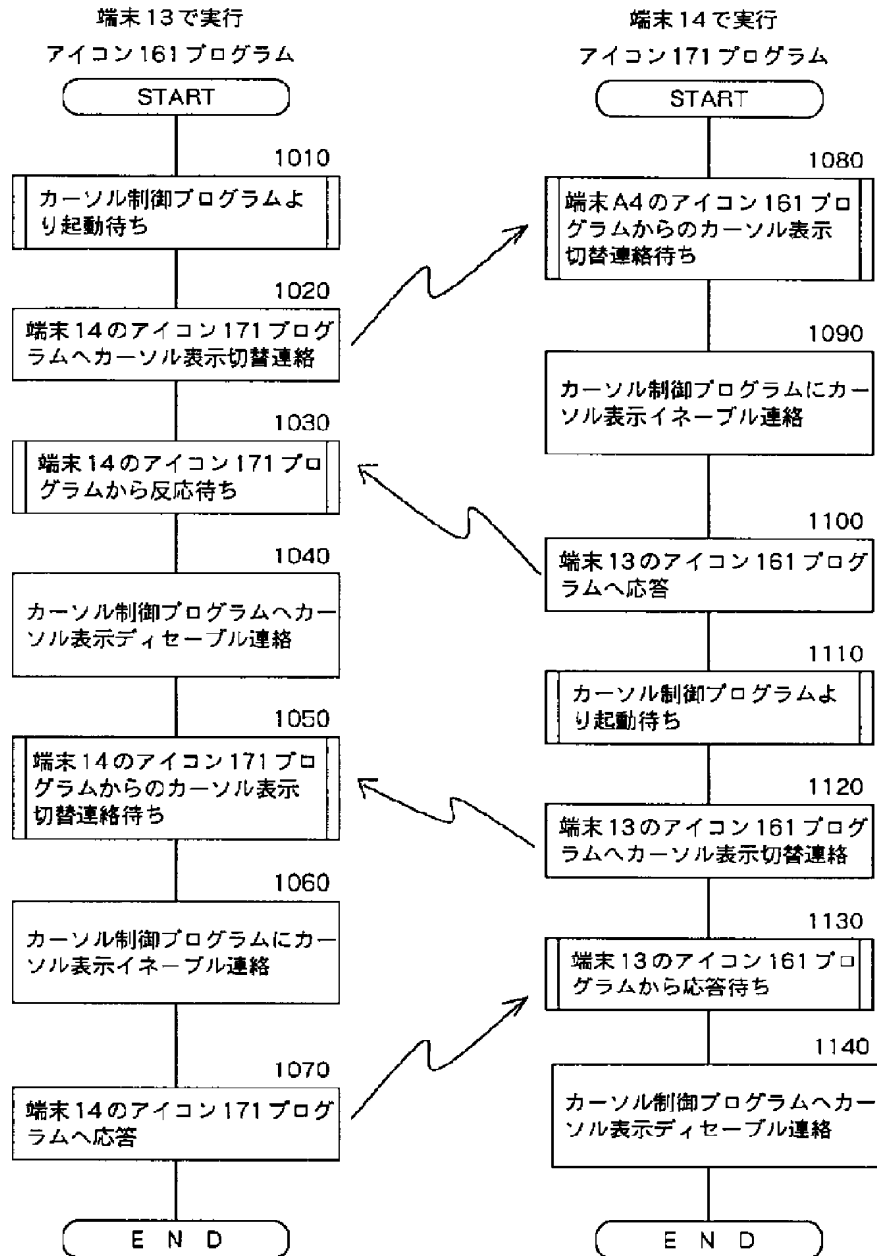 端末13で実行
アイコン161プログラム
START
1010
カーソル制御プログラムよ
り起動待ち
1020
端末14のアイコン171プロ
グラムへカーソル表示切替連絡
1030
端末14のアイコン171プロ
グラムから反応待ち
1040
カーソル制御プログラムへカー
ソル表示ディセーブル連絡
1050
端末14のアイコン171プロ
グラムからのカーソル表示
切替連絡待ち
1060
カーソル制御プログラムにカー
ソル表示イネーブル連絡
1070
端末14のアイコン171プログ
ラムへ応答
END
端末14で実行
アイコン171プログラム
START
1080
端末A4のアイコン161プロ
グラムからのカーソル表示
切替連絡待ち
1090
カーソル制御プログラムにカー
ソル表示イネーブル連絡
1100
端末13のアイコン161プログ
ラムへ応答
1110
カーソル制御プログラムよ
り起動待ち
1120
端末13のアイコン161プログ
ラムへカーソル表示切替連絡
1130
端末13のアイコン161プロ
グラムから応答待ち
1140
カーソル制御プログラムへカー
ソル表示ディセーブル連絡
END